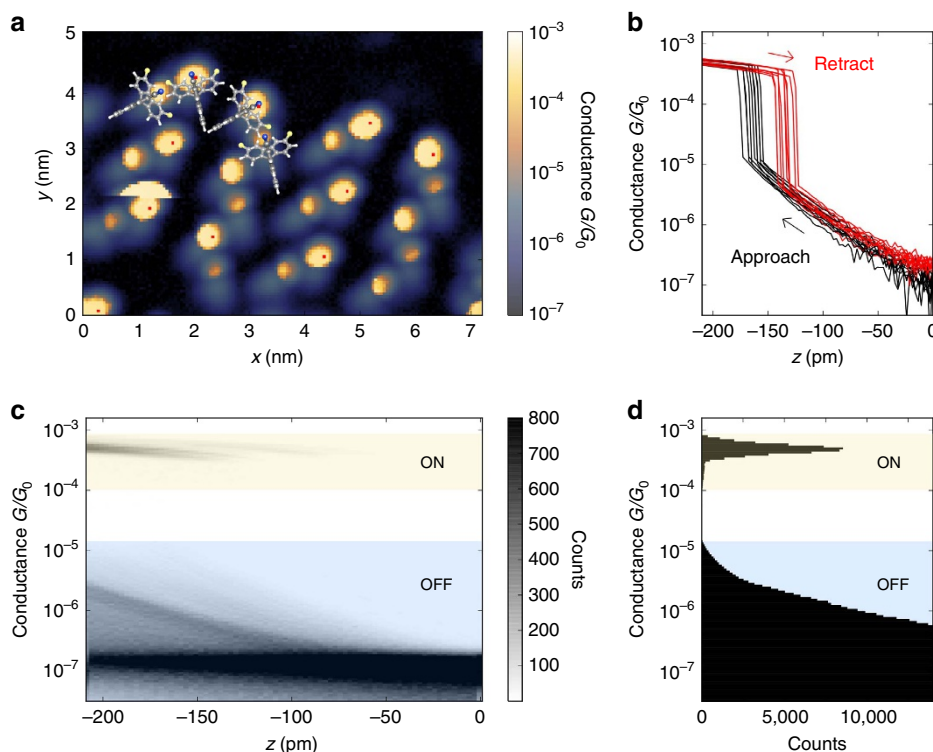 a
5
4
3
2
1
0
y (nm)
0 1 2 3 4 5 6 7
x (nm)
10⁻³
10⁻⁴
10⁻⁵
10⁻⁶
10⁻⁷
Conductance G/G₀
b
10⁻³
10⁻⁴
10⁻⁵
10⁻⁶
10⁻⁷
Conductance G/G₀
Retract
Approach
−200 −150 −100 −50 0
z (pm)
c
10⁻³
10⁻⁴
10⁻⁵
10⁻⁶
10⁻⁷
Conductance G/G₀
ON
OFF
−200 −150 −100 −50 0
z (pm)
800
700
600
500
400
300
200
100
Counts
d
10⁻³
10⁻⁴
10⁻⁵
10⁻⁶
10⁻⁷
Conductance G/G₀
ON
OFF
0 5,000 10,000
Counts